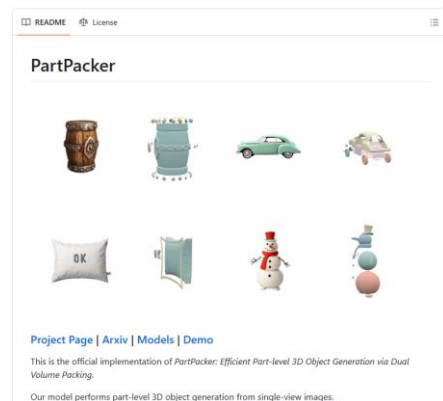 README License
PartPacker
OK
Project Page | Arxiv | Models | Demo
This is the official implementation of PartPacker: Efficient Part-level 3D Object Generation via Dual
Volume Packing.
Our model performs part-level 3D object generation from single-view images.